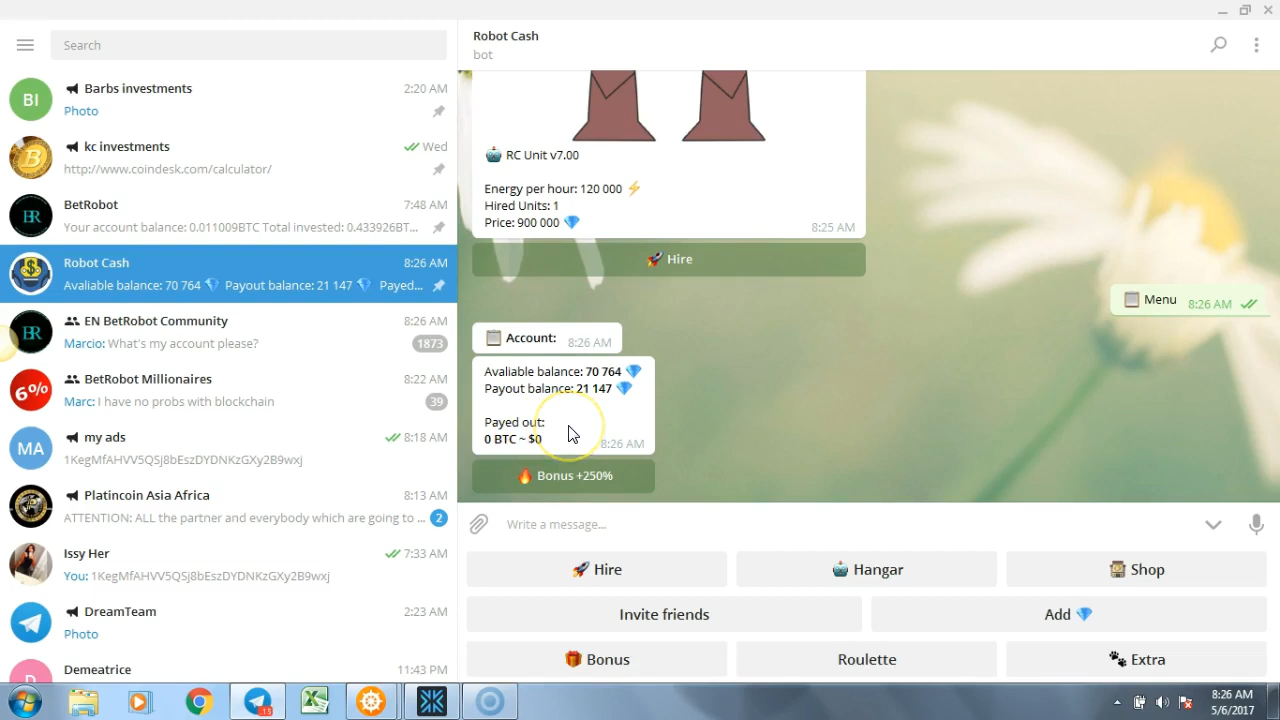 Search
BI
Barbs investments
2:20 AM
Photo
kc investments
Wed
http://www.coindesk.com/calculator/
BR
BetRobot
7:48 AM
Your account balance: 0.011009BTC Total invested: 0.433926BT...
Robot Cash
8:26 AM
Avaliable balance: 70 764 Payout balance: 21 147 Payed...
BR
EN BetRobot Community
8:26 AM
Marcio: What's my account please?
1873
6%
BetRobot Millionaires
8:22 AM
Marc: I have no probs with blockchain
39
MA
my ads
8:18 AM
1KegMfAHVV5QSj8bEszDYDNKzGXy2B9wxj
Platincoin Asia Africa
8:13 AM
ATTENTION: ALL the partner and everybody which are going to ...
2
Issy Her
7:33 AM
You: 1KegMfAHVV5QSj8bEszDYDNKzGXy2B9wxj
DreamTeam
2:23 AM
Photo
D
Demeatrice
11:43 PM
Robot Cash
bot
RC Unit v7.00
Energy per hour: 120 000
Hired Units: 1
Price: 900 000
8:25 AM
Hire
Menu 8:26 AM
Account: 8:26 AM
Avaliable balance: 70 764
Payout balance: 21 147
Payed out:
0 BTC ~ $0
8:26 AM
Bonus +250%
Write a message...
Hire
Hangar
Shop
Invite friends
Add
Bonus
Roulette
Extra
15
8:26 AM
5/6/2017